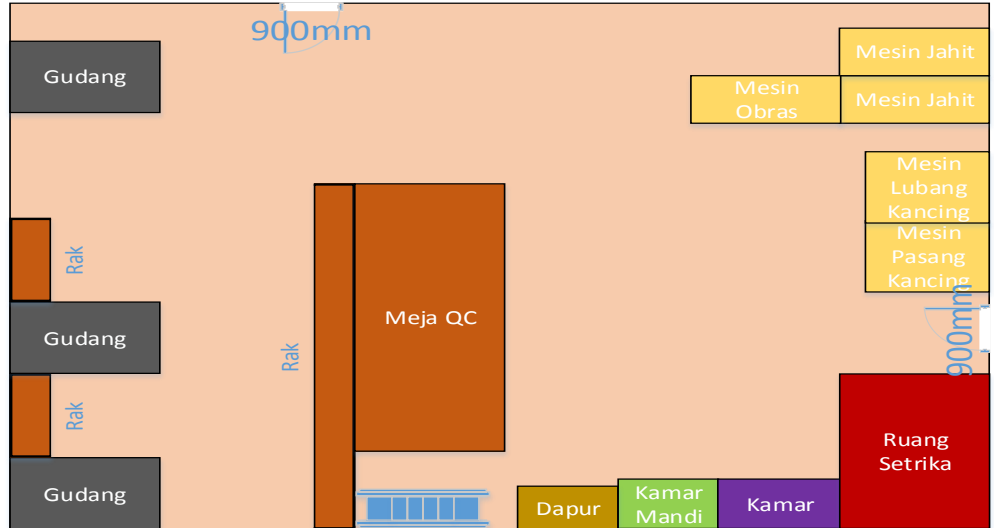 900mm
Gudang
Mesin Jahit
Mesin
Obras
Mesin Jahit
Mesin
Lubang
Kancing
Mesin
Pasang
Kancing
Rak
Gudang
Meja QC
Rak
900mm
Rak
Ruang
Setrika
Gudang
Dapur
Kamar
Mandi
Kamar